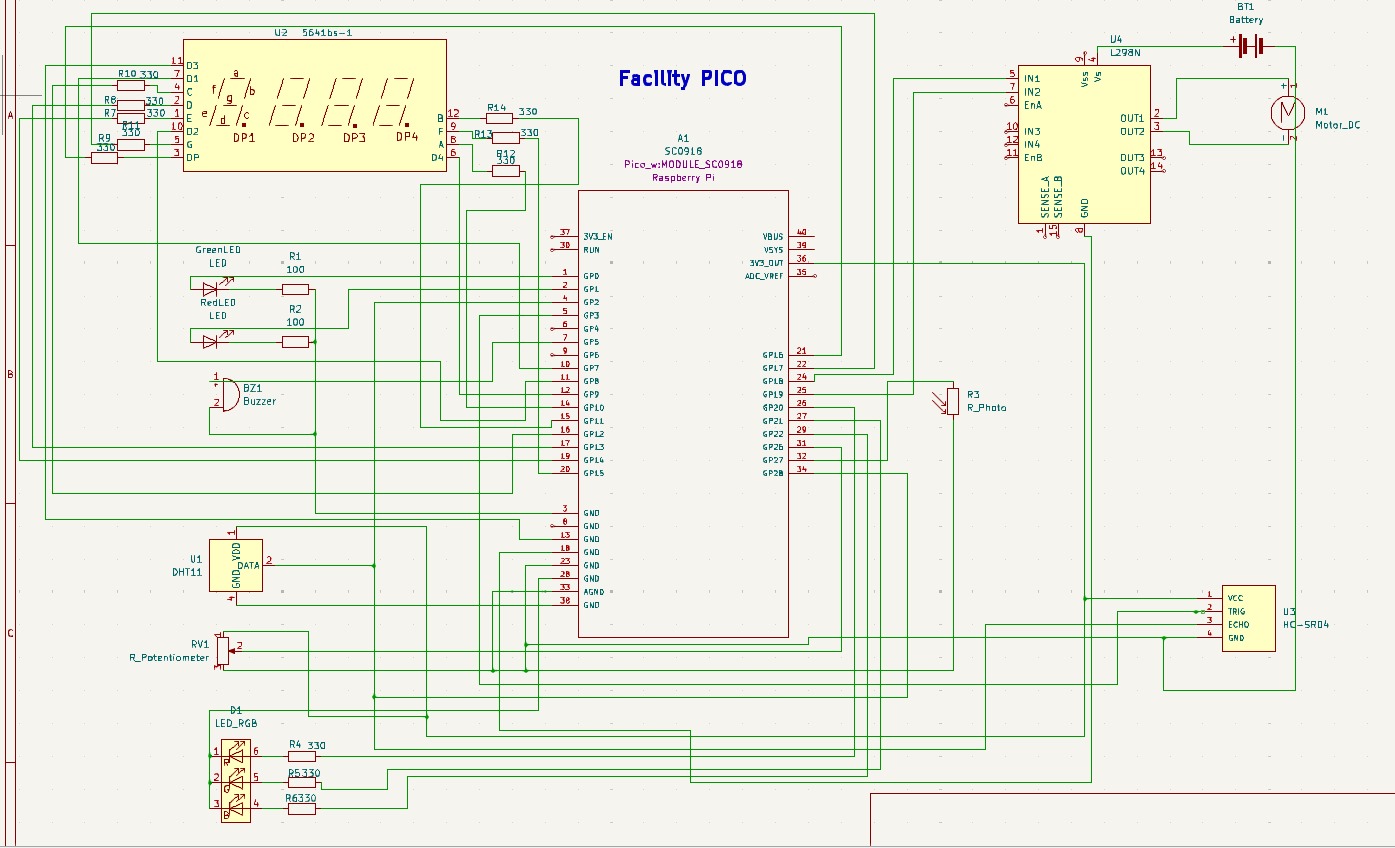 BT1
Battery
+
U2 5641bs-1
U4
L298N
Facility PICO
A
11 D3
7 D1
4 C
2 D
1 E
10 D2
5 G
3 DP
R10 330
R8 330
R7 330
R11 330
R9 330
a
f b
g
e c
d
DP1 DP2 DP3 DP4
B 12
F 9
A 8
D4 6
R14 330
R13 330
R12 330
5 IN1
7 IN2
6 EnA
10 IN3
12 IN4
11 EnB
9 Vss
4 Vs
OUT1 2
OUT2 3
OUT3 13
OUT4 14
1 SENSE_A
15 SENSE_B
8 GND
+ 1
M
- 2
M1
Motor_DC
A1
SC0918
Pico_w:MODULE_SC0918
Raspberry Pi
37 3V3_EN
30 RUN
1 GP0
2 GP1
4 GP2
5 GP3
6 GP4
7 GP5
9 GP6
10 GP7
11 GP8
12 GP9
14 GP10
15 GP11
16 GP12
17 GP13
19 GP14
20 GP15
3 GND
8 GND
13 GND
18 GND
23 GND
28 GND
33 AGND
38 GND
VBUS 40
VSYS 39
3V3_OUT 36
ADC_VREF 35
GP16 21
GP17 22
GP18 24
GP19 25
GP20 26
GP21 27
GP22 29
GP26 31
GP27 32
GP28 34
GreenLED
LED
R1
100
RedLED
LED
R2
100
B
B
1
+
2
BZ1
Buzzer
R3
R_Photo
U1
DHT11
1 VDD
DATA 2
GND 4
C
C
RV1
R_Potentiometer
1
2
3
1 VCC
2 TRIG
3 ECHO
4 GND
U3
HC-SR04
D1
LED_RGB
1 R 6
2 G 5
3 B 4
R4 330
R5 330
R6 330